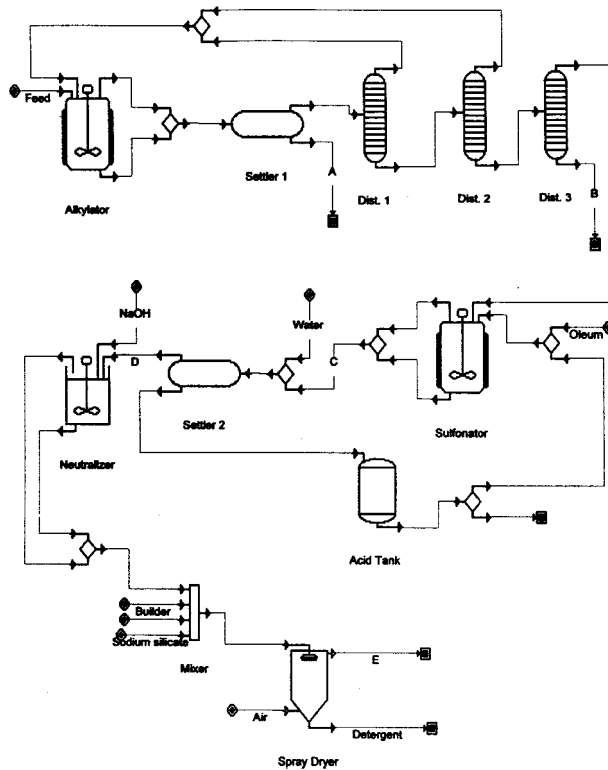 Feed
Alkylator
Settler 1
A
Dist. 1
Dist. 2
Dist. 3
B
NaOH
D
Water
C
Oleum
Neutralizer
Settler 2
Sulfonator
Acid Tank
Builder
Sodium silicate
Mixer
E
Air
Detergent
Spray Dryer